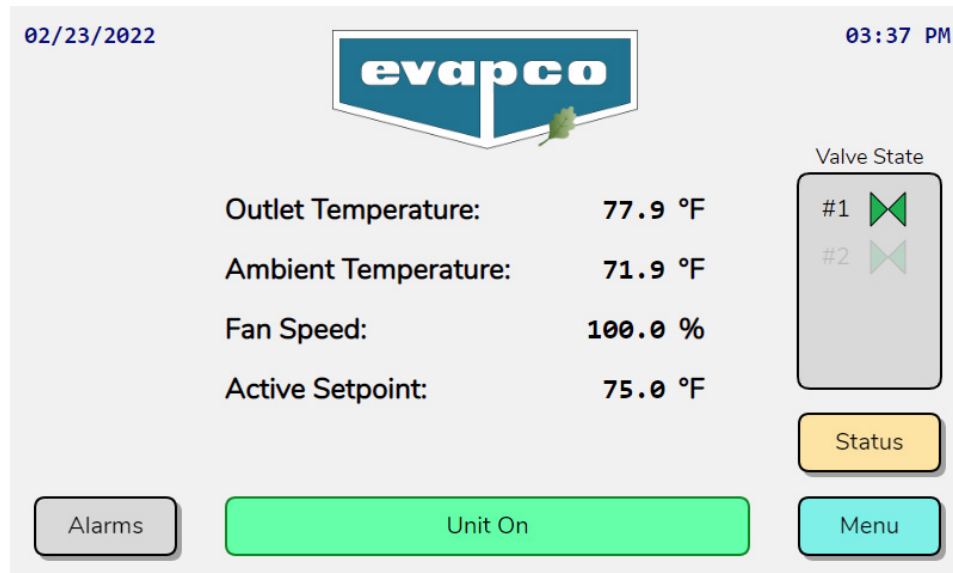 02/23/2022
03:37 PM
evapco
Valve State
Outlet Temperature: 77.9 °F
#1
Ambient Temperature: 71.9 °F
#2
Fan Speed: 100.0 %
Active Setpoint: 75.0 °F
Status
Alarms
Unit On
Menu